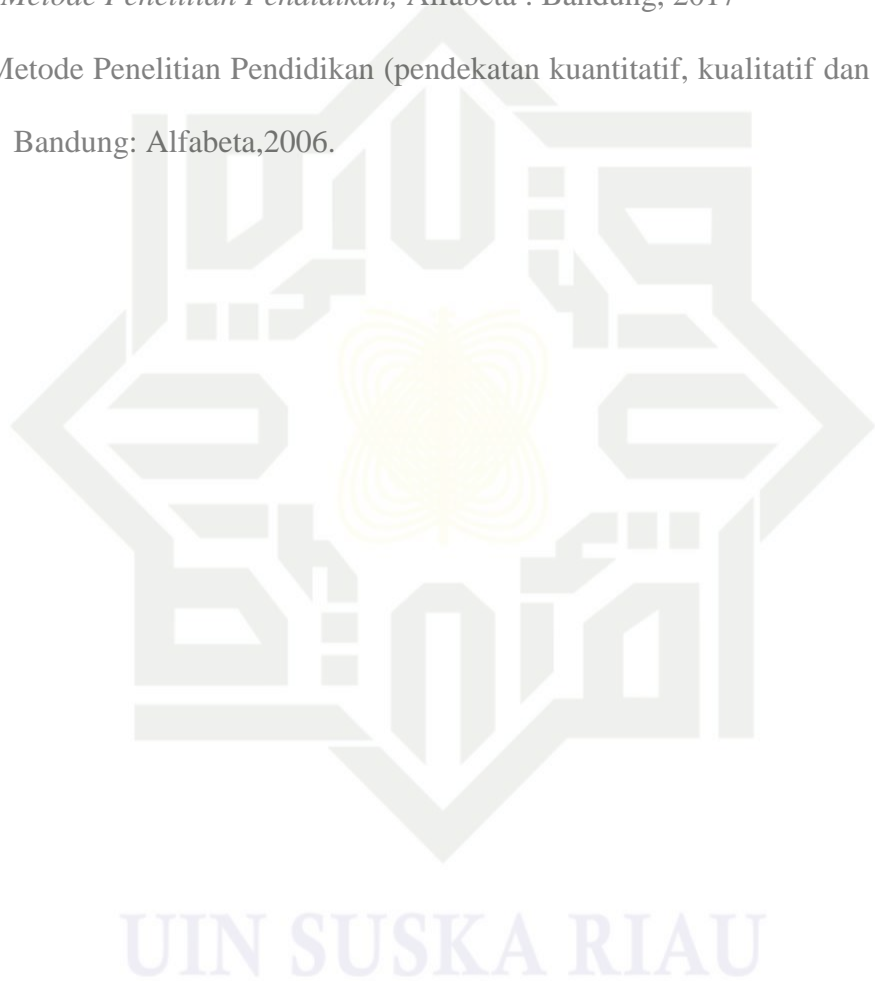 Metode Penelitian Pendidikan, Alfabeta : Bandung, 2017
Metode Penelitian Pendidikan (pendekatan kuantitatif, kualitatif dan
Bandung: Alfabeta,2006.
UIN SUSKA RIAU